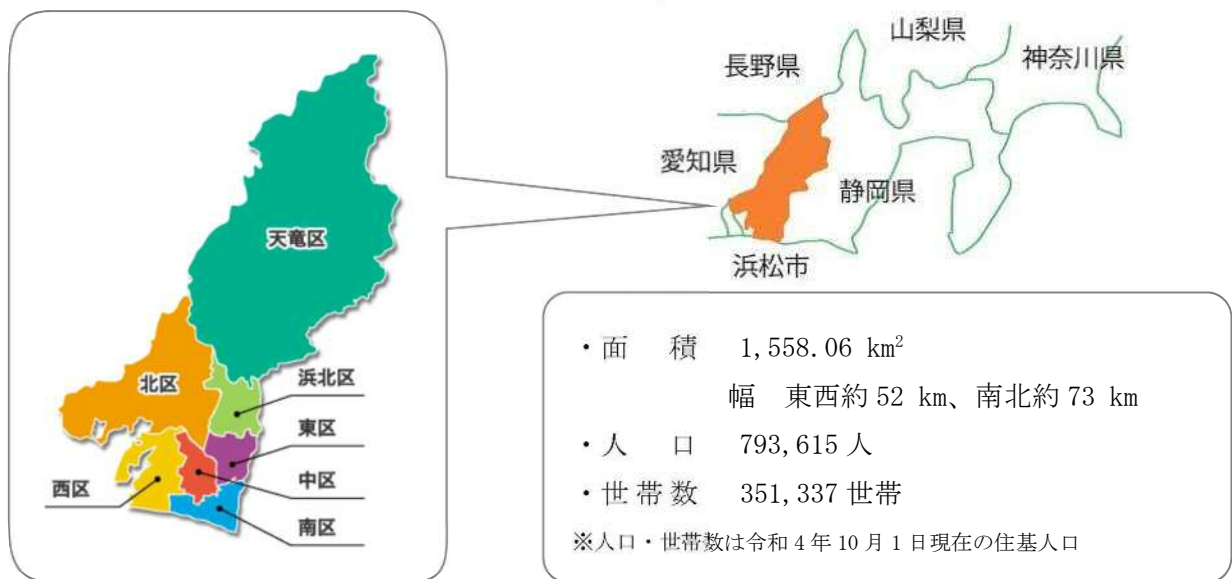 山梨県
神奈川県
長野県
愛知県
静岡県
浜松市
天竜区
北区
浜北区
東区
中区
西区
南区
・面　積　1,558.06 km²
幅　東西約 52 km、南北約 73 km
・人　口　793,615 人
・世帯数　351,337 世帯
※人口・世帯数は令和 4 年 10 月 1 日現在の住基人口